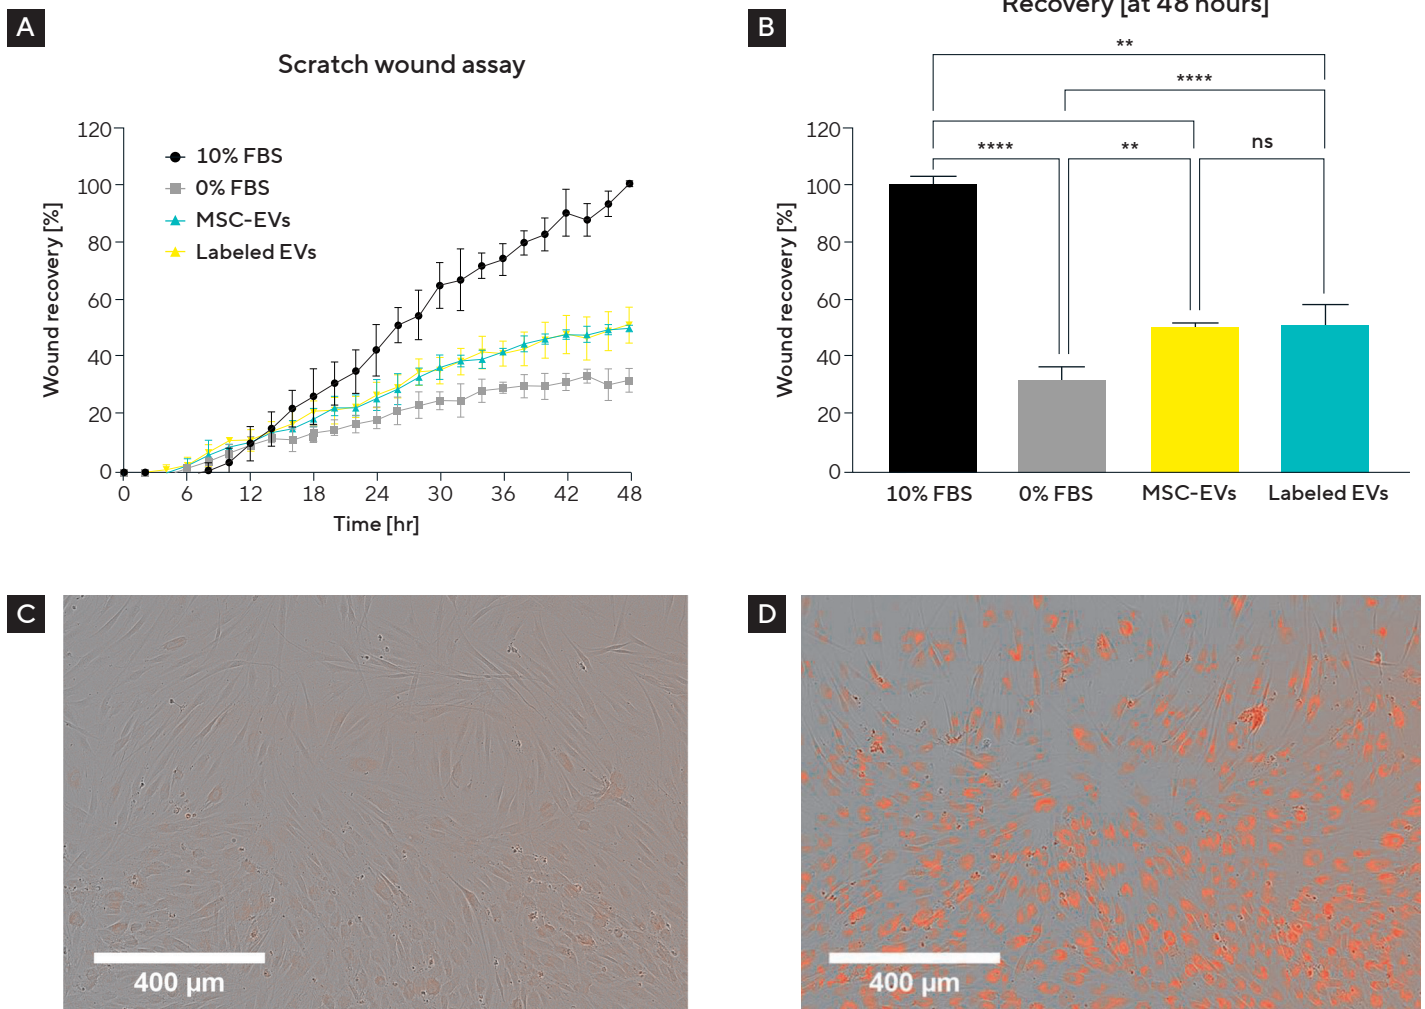 A
Scratch wound assay
Wound recovery [%]
120
100
80
60
40
20
0
10% FBS
0% FBS
MSC-EVs
Labeled EVs
0 6 12 18 24 30 36 42 48
Time [hr]
B
Recovery [at 48 hours]
**
****
**** ** ns
Wound recovery [%]
120
100
80
60
40
20
0
10% FBS 0% FBS MSC-EVs Labeled EVs
C
400 µm
D
400 µm